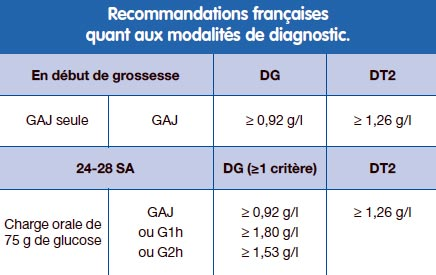 Recommandations françaises
quant aux modalités de diagnostic.
En début de grossesse DG DT2
GAJ seule GAJ ≥ 0,92 g/l ≥ 1,26 g/l
24-28 SA DG (≥1 critère) DT2
Charge orale de
75 g de glucose
GAJ ≥ 0,92 g/l ≥ 1,26 g/l
ou G1h ≥ 1,80 g/l
ou G2h ≥ 1,53 g/l